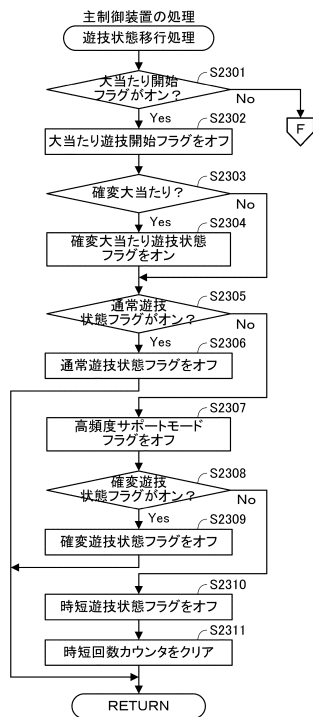 主制御装置の処理
遊技状態移行処理
S2301
大当たり開始
フラグがオン？
No
F
Yes
S2302
大当たり遊技開始フラグをオフ
S2303
確変大当たり？
No
Yes
S2304
確変大当たり遊技状態
フラグをオン
S2305
通常遊技
状態フラグがオン？
No
Yes
S2306
通常遊技状態フラグをオフ
S2307
高頻度サポートモード
フラグをオフ
S2308
確変遊技
状態フラグがオン？
No
Yes
S2309
確変遊技状態フラグをオフ
S2310
時短遊技状態フラグをオフ
S2311
時短回数カウンタをクリア
RETURN